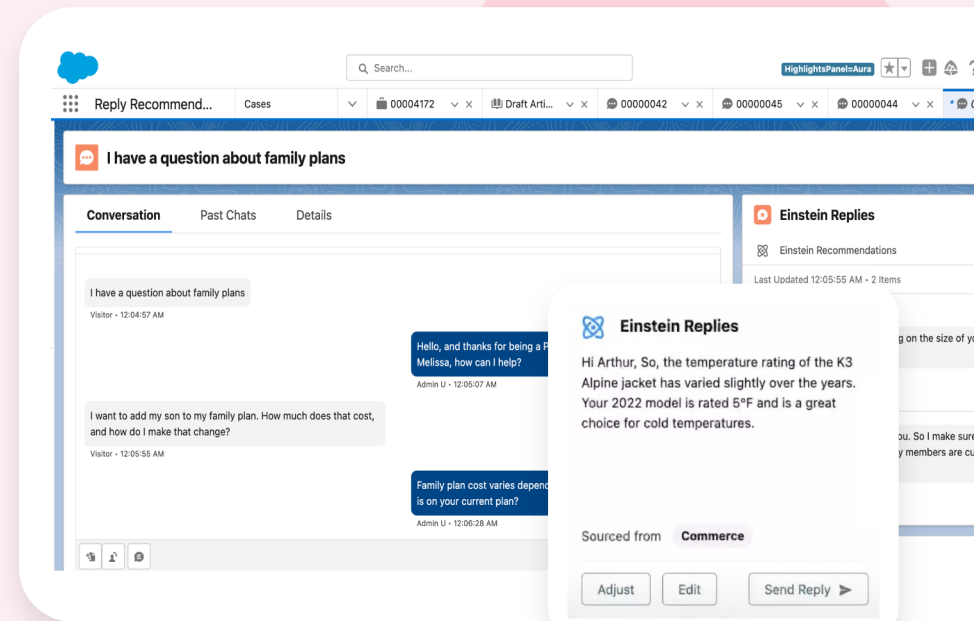 Search...
HighlightsPanel=Aura
Reply Recommend...
Cases
00004172
Draft Arti...
00000042
00000045
00000044
I have a question about family plans
Conversation
Past Chats
Details
I have a question about family plans
Visitor • 12:04:57 AM
Hello, and thanks for being a
Melissa, how can I help?
Admin U • 12:05:07 AM
I want to add my son to my family plan. How much does that cost,
and how do I make that change?
Visitor • 12:05:55 AM
Family plan cost varies
is on your current plan?
Admin U • 12:06:28 AM
Einstein Replies
Einstein Recommendations
Last Updated 12:05:55 AM • 2 Items
on the size of
So I make sure
members are
Einstein Replies
Hi Arthur, So, the temperature rating of the K3
Alpine jacket has varied slightly over the years.
Your 2022 model is rated 5°F and is a great
choice for cold temperatures.
Sourced from Commerce
Adjust
Edit
Send Reply